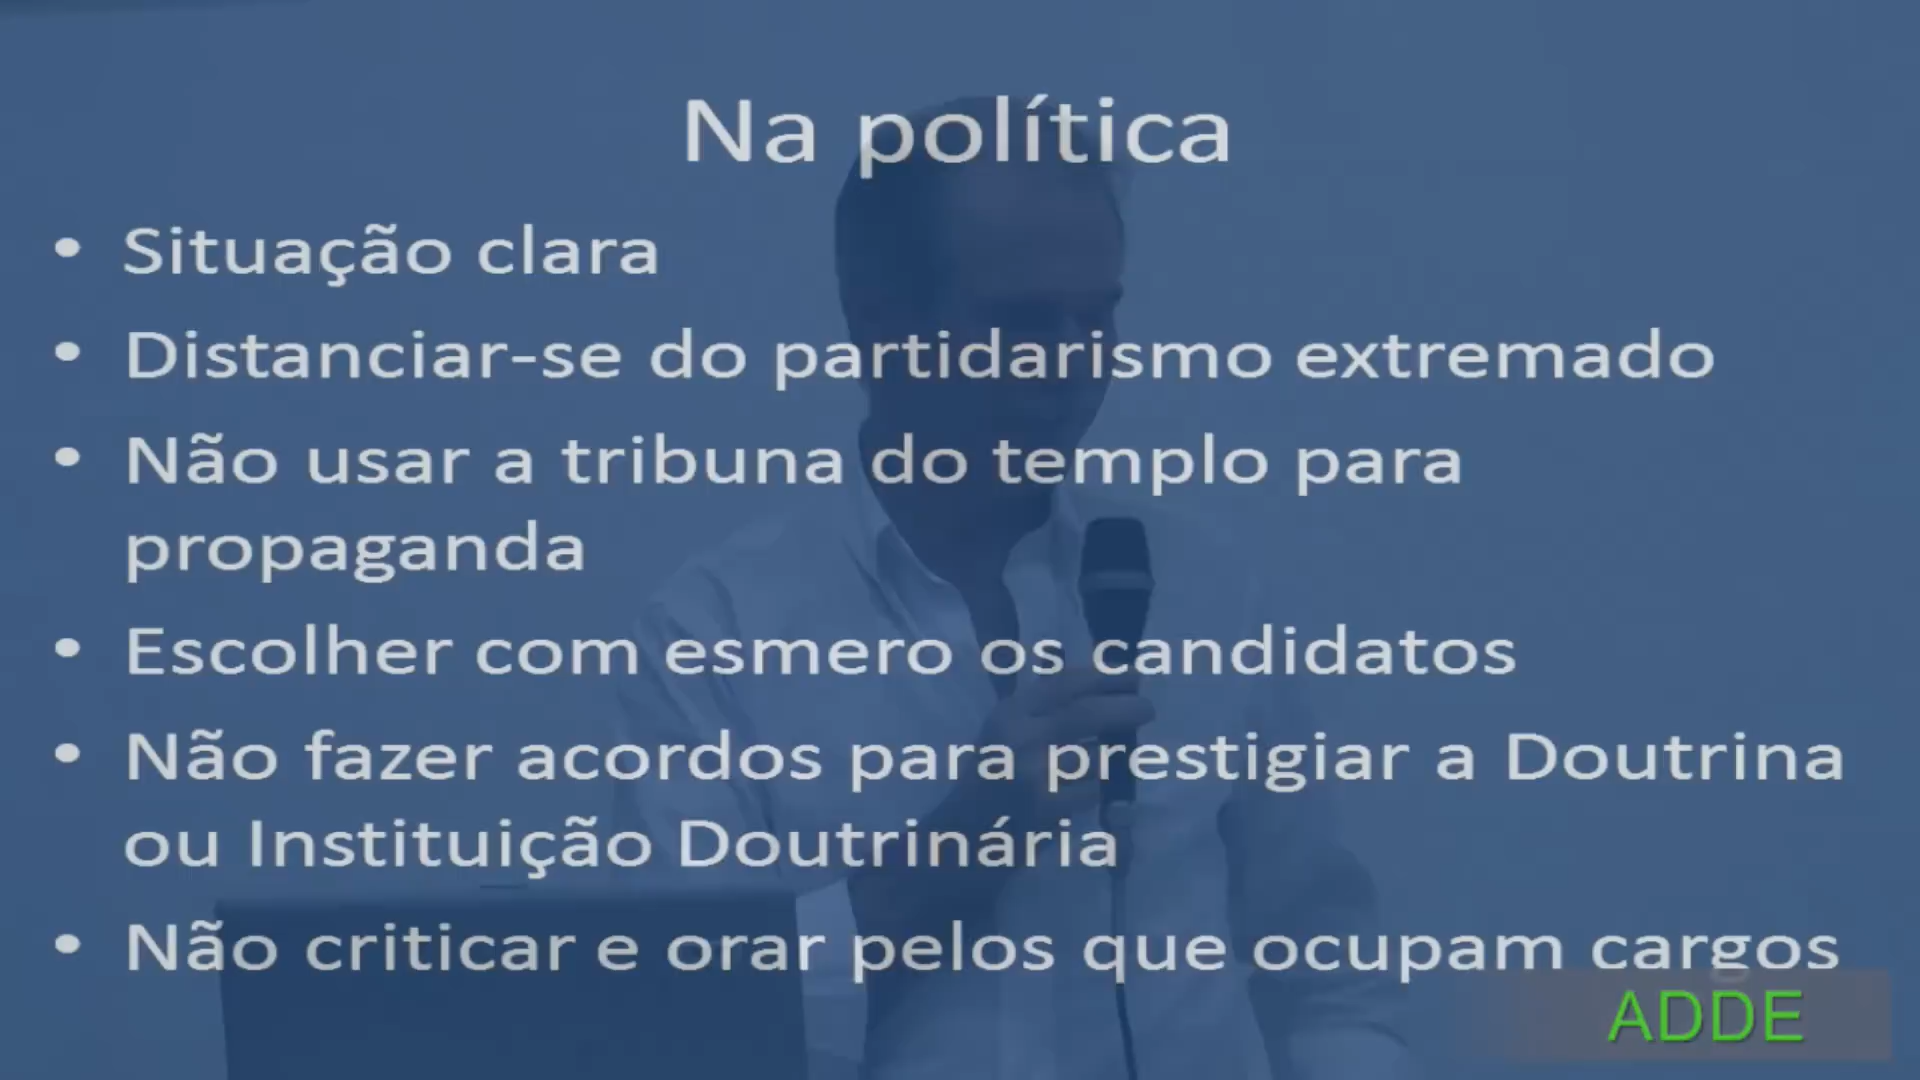 Na política
• Situação clara
• Distanciar-se do partidarismo extremado
• Não usar a tribuna do templo para
propaganda
• Escolher com esmero os candidatos
• Não fazer acordos para prestigiar a Doutrina
ou Instituição Doutrinária
• Não criticar e orar pelos que ocupam cargos
ADDE